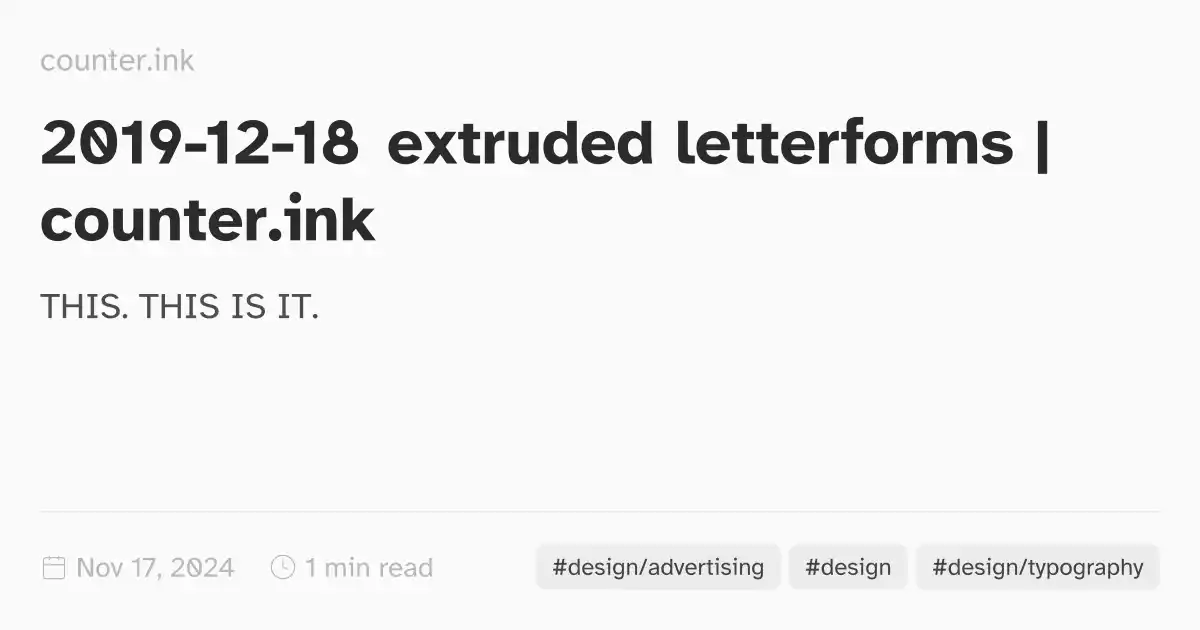 counter.ink
2019-12-18 extruded letterforms |
counter.ink
THIS. THIS IS IT.
Nov 17, 2024 1 min read #design/advertising #design #design/typography